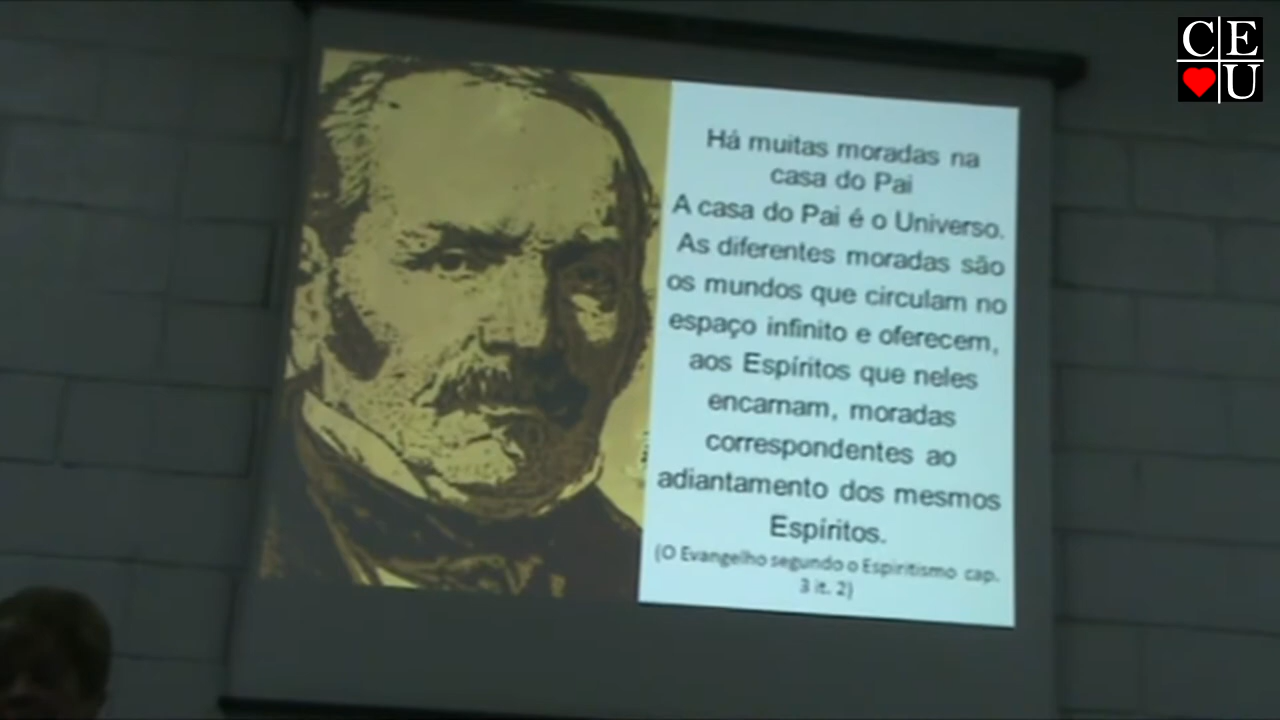 CE
U
Há muitas moradas na
casa do Pai
A casa do Pai é o Universo.
As diferentes moradas são
os mundos que circulam no
espaço infinito e oferecem,
aos Espíritos que neles
encarnam, moradas
correspondentes ao
adiantamento dos mesmos
Espíritos.
(O Evangelho segundo o Espiritismo cap.
3 it. 2)